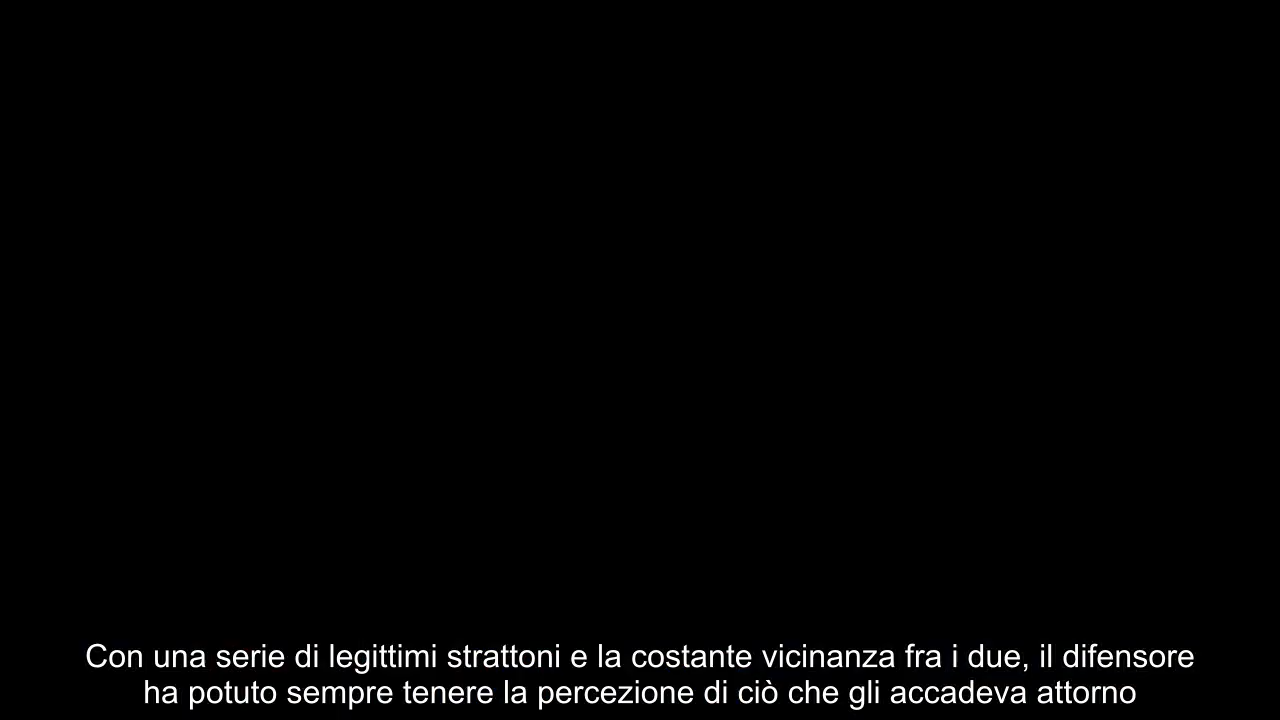 Con una serie di legittimi strattoni e la costante vicinanza fra i due, il difensore
ha potuto sempre tenere la percezione di ciò che gli accadeva attorno